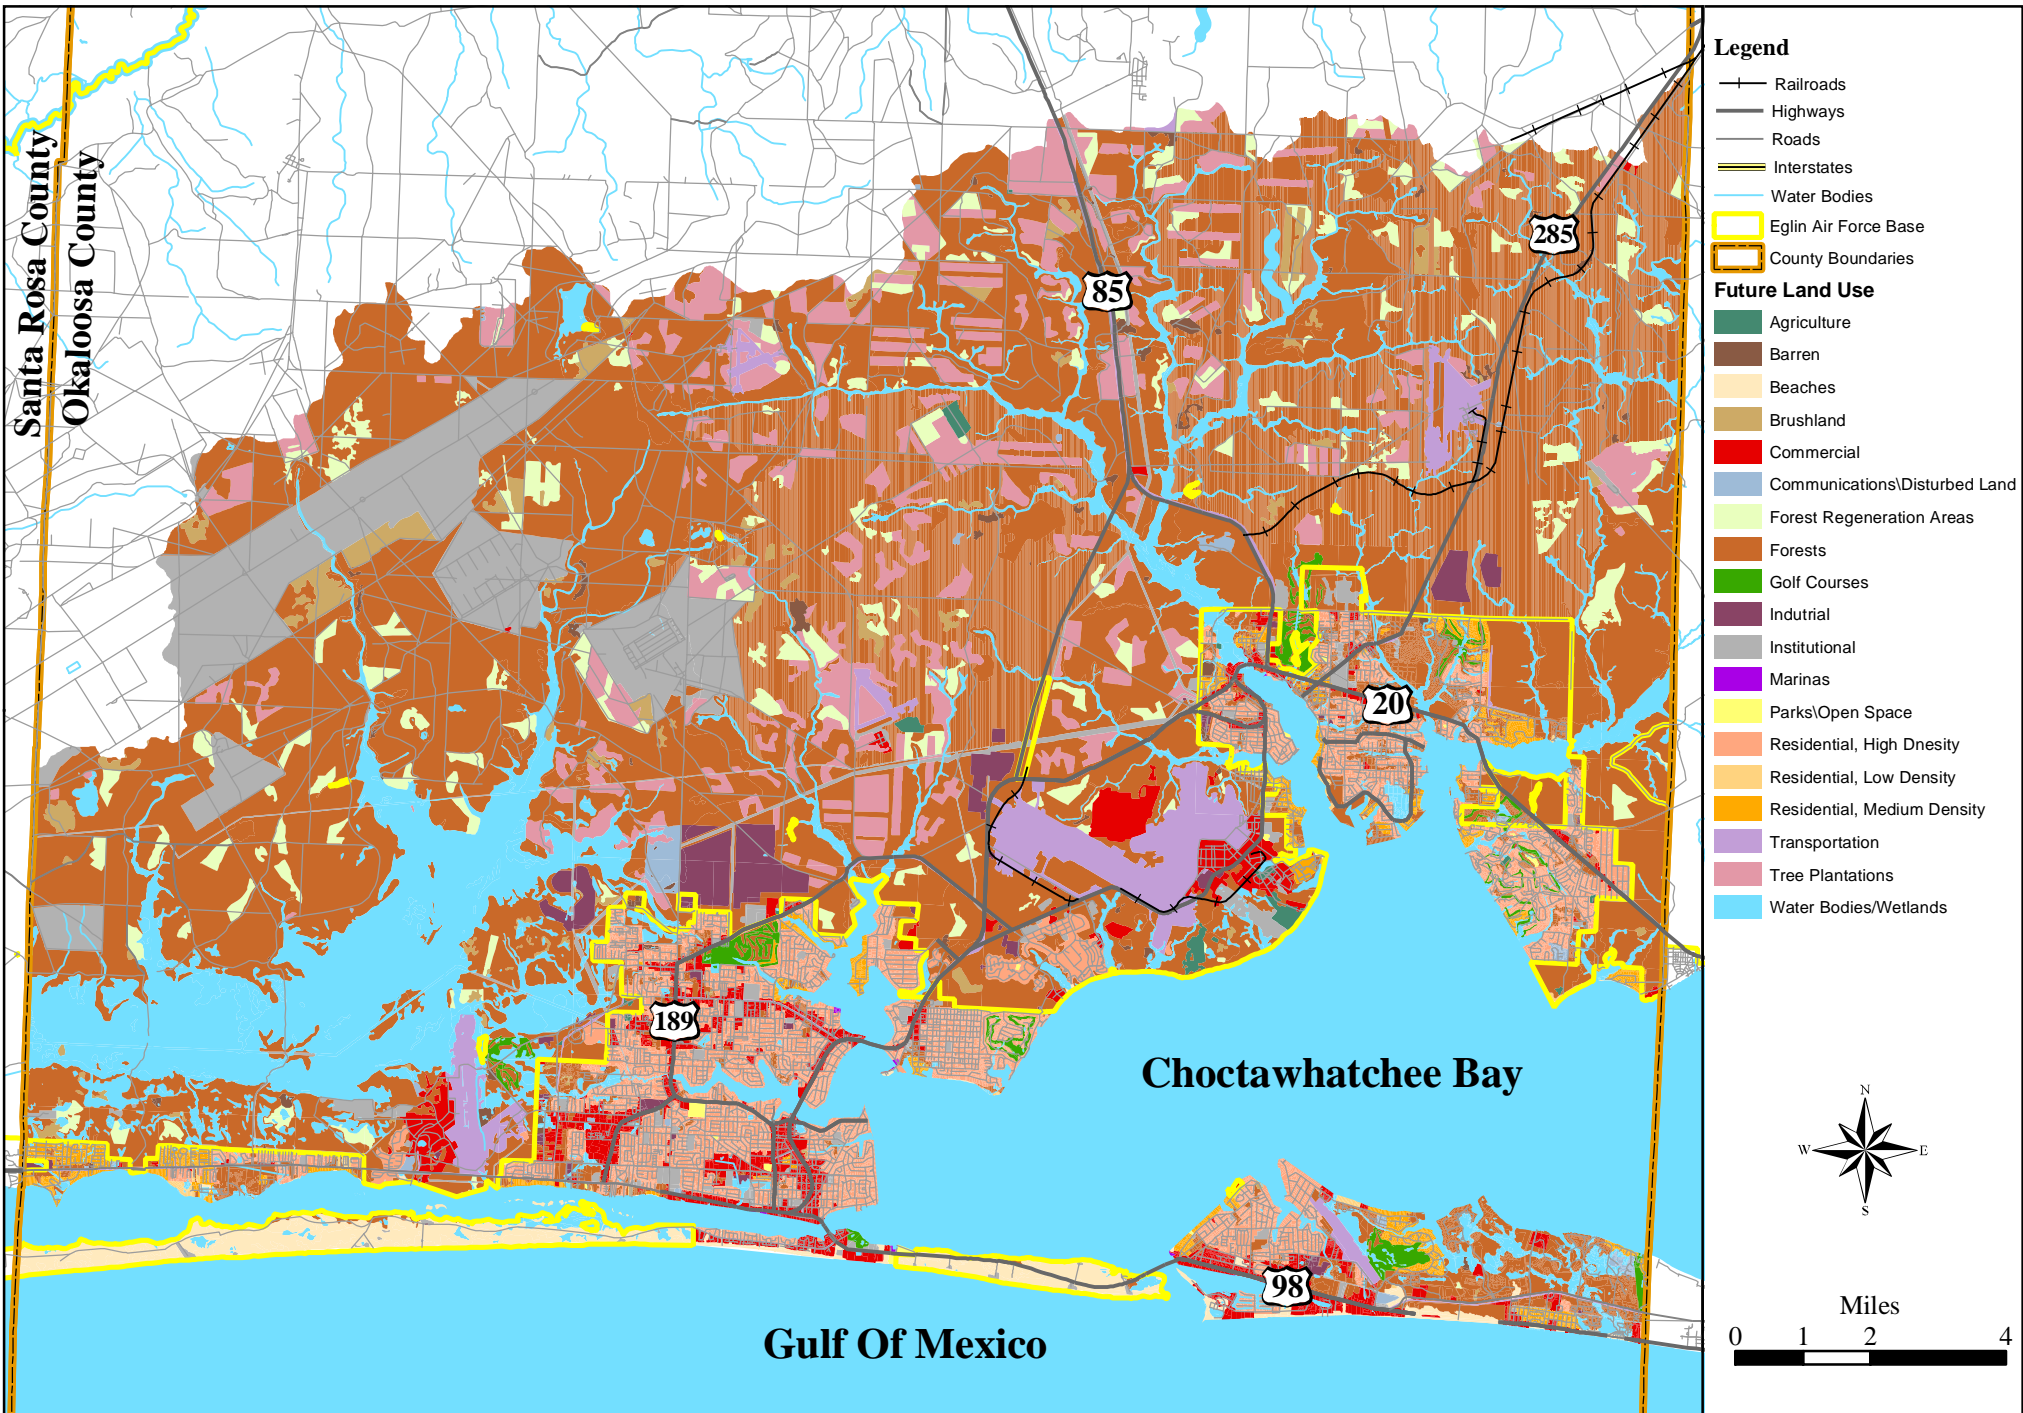 Santa Rosa County
Okaloosa County
85
285
20
189
98
Choctawhatchee Bay
Gulf Of Mexico
Legend
Railroads
Highways
Roads
Interstates
Water Bodies
Eglin Air Force Base
County Boundaries
Future Land Use
Agriculture
Barren
Beaches
Brushland
Commercial
Communications\Disturbed Land
Forest Regeneration Areas
Forests
Golf Courses
Indutrial
Institutional
Marinas
Parks\Open Space
Residential, High Dnesity
Residential, Low Density
Residential, Medium Density
Transportation
Tree Plantations
Water Bodies/Wetlands
N
W E
S
Miles
0 1 2 4